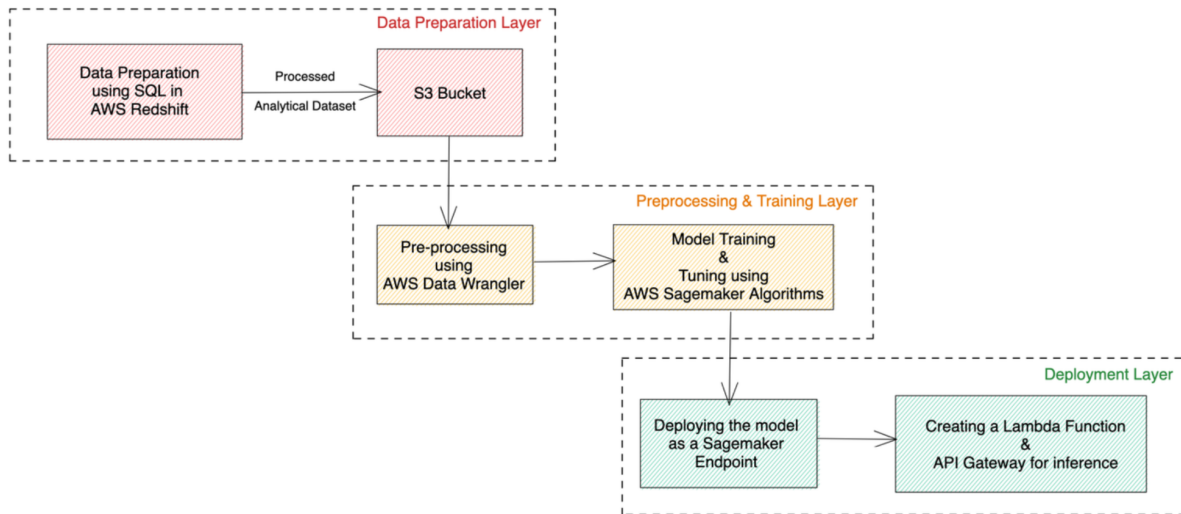 Data Preparation Layer
Data Preparation
using SQL in
AWS Redshift
Processed
Analytical Dataset
S3 Bucket
Preprocessing & Training Layer
Pre-processing
using
AWS Data Wrangler
Model Training
&
Tuning using
AWS Sagemaker Algorithms
Deployment Layer
Deploying the model
as a Sagemaker
Endpoint
Creating a Lambda Function
&
API Gateway for inference